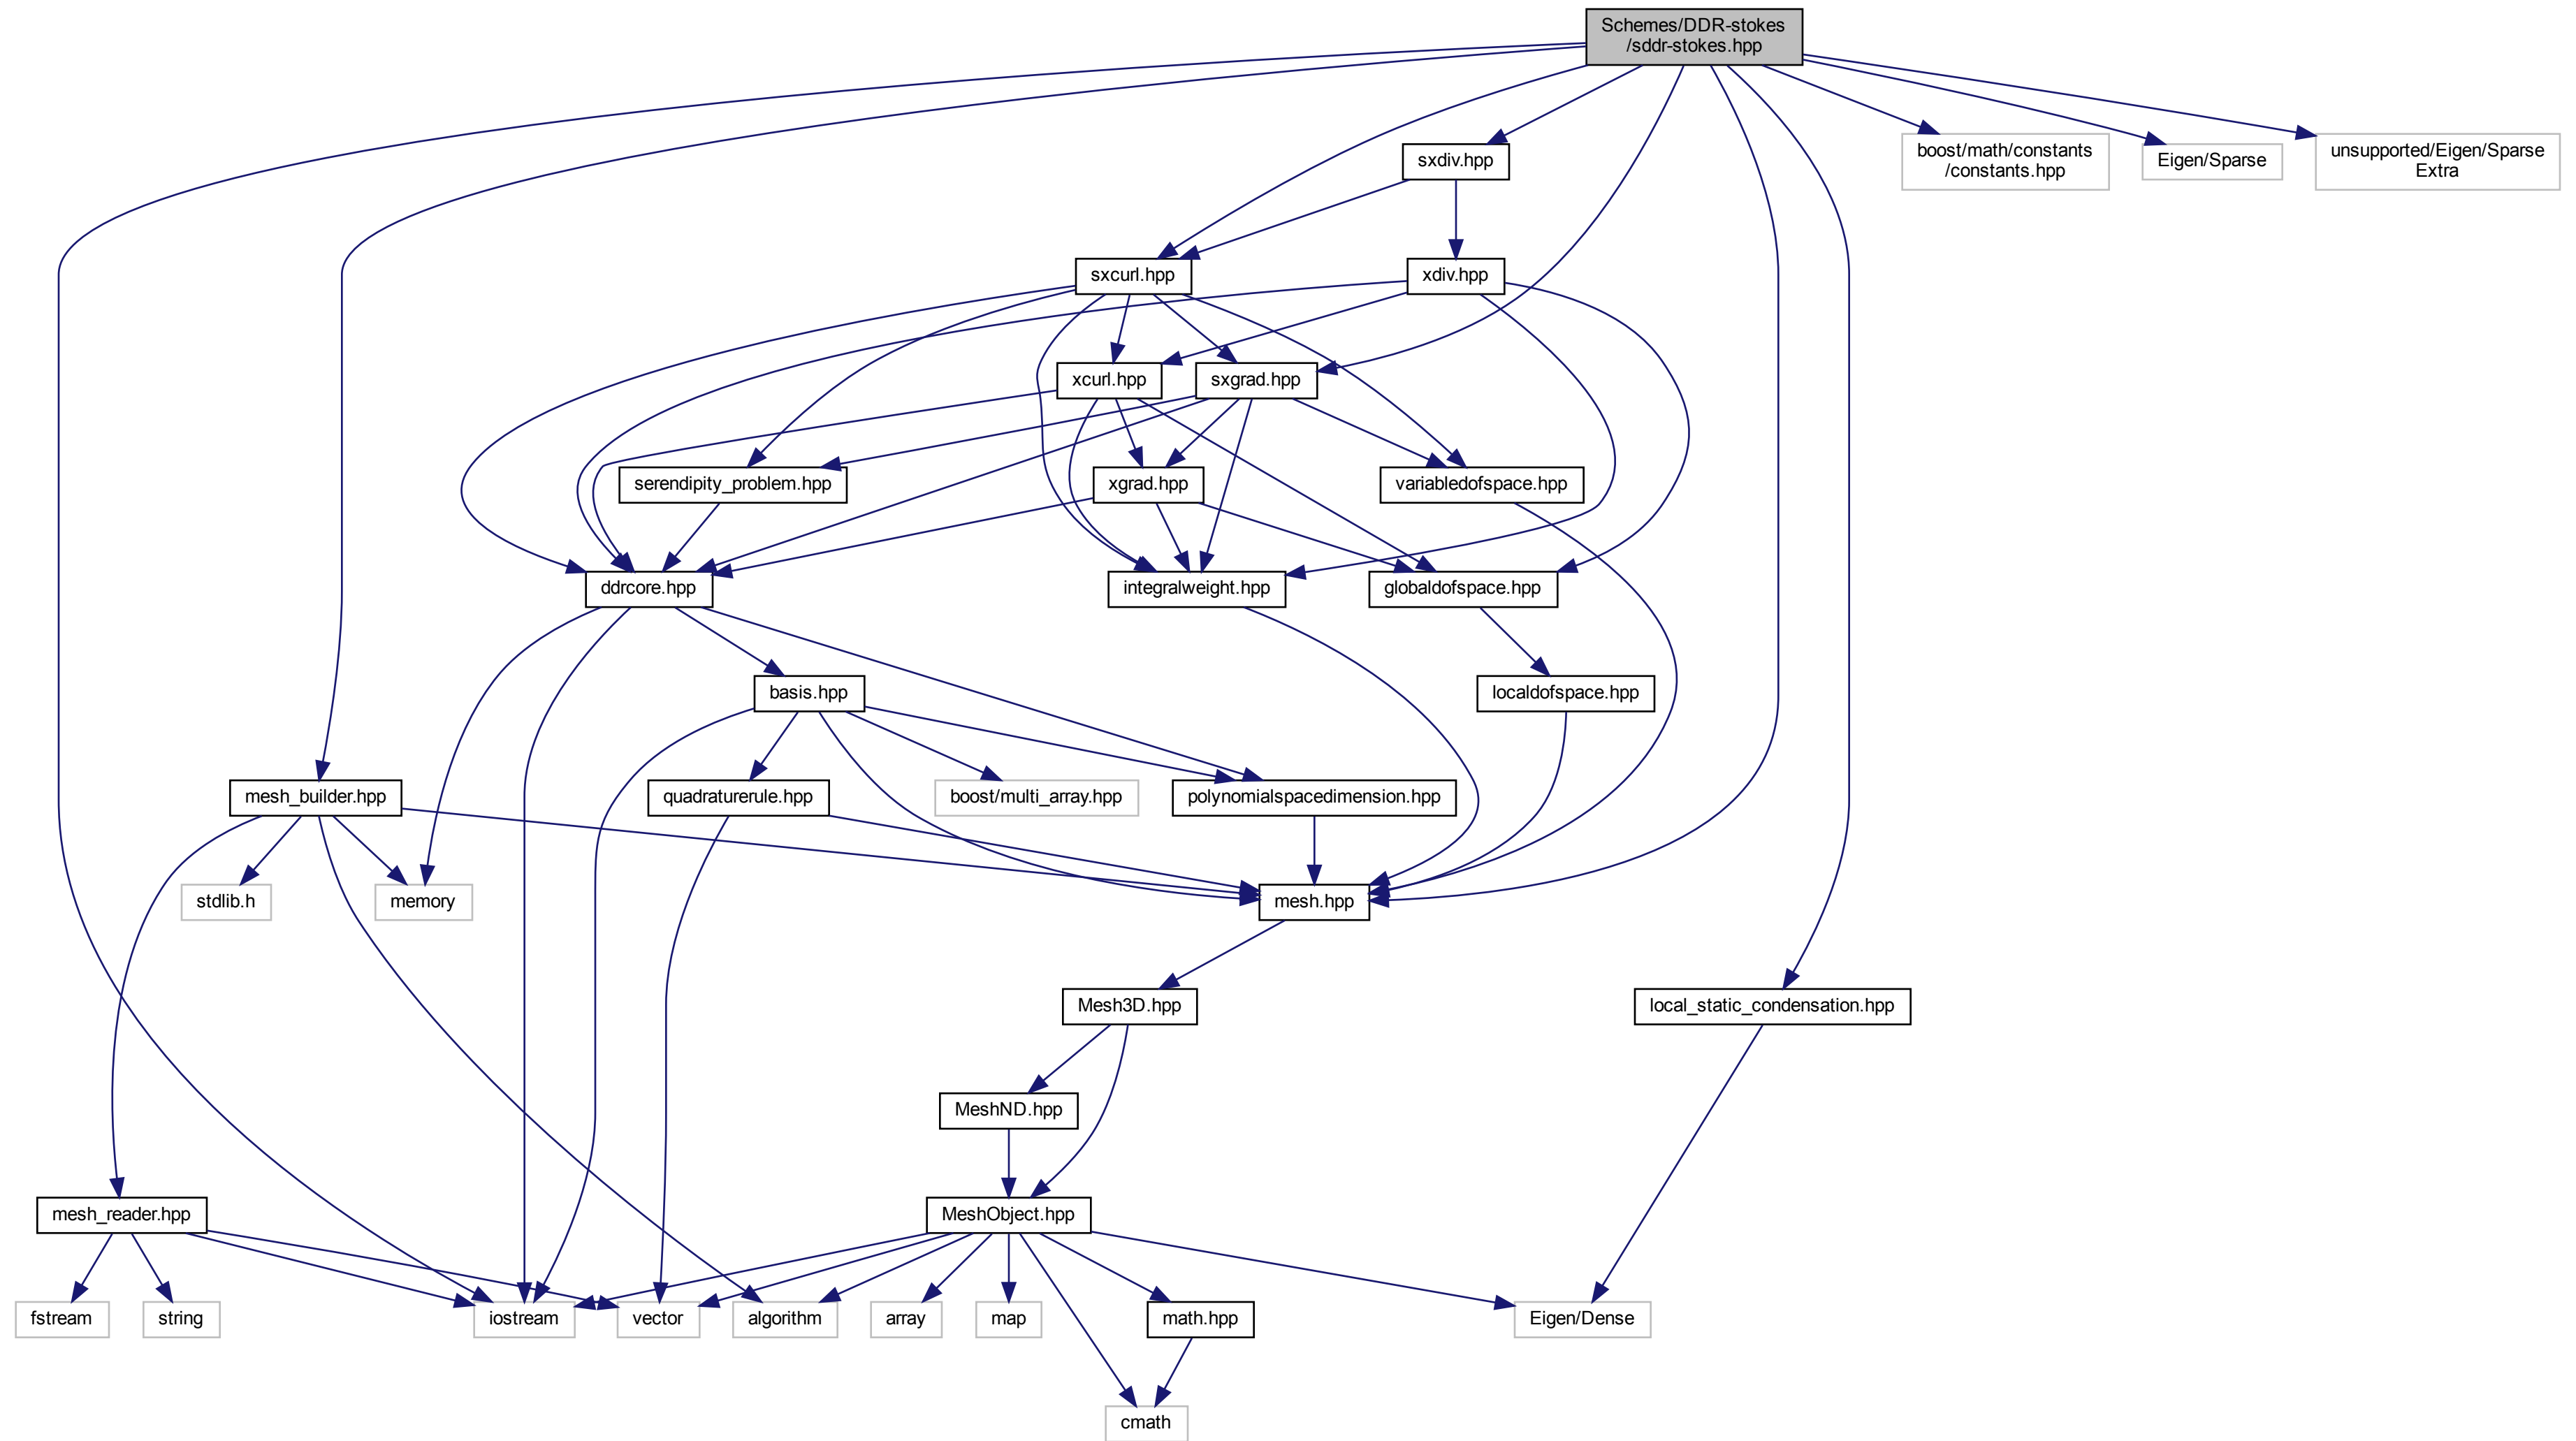 Schemes/DDR-stokes
/sddr-stokes.hpp
sxdiv.hpp
boost/math/constants
/constants.hpp
Eigen/Sparse
unsupported/Eigen/Sparse
Extra
sxcurl.hpp
xdiv.hpp
xcurl.hpp
sxgrad.hpp
serendipity_problem.hpp
xgrad.hpp
variabledofspace.hpp
ddrcore.hpp
integralweight.hpp
globaldofspace.hpp
basis.hpp
localdofspace.hpp
mesh_builder.hpp
quadraturerule.hpp
boost/multi_array.hpp
polynomialspacedimension.hpp
stdlib.h
memory
mesh.hpp
Mesh3D.hpp
local_static_condensation.hpp
MeshND.hpp
mesh_reader.hpp
MeshObject.hpp
fstream
string
iostream
vector
algorithm
array
map
math.hpp
Eigen/Dense
cmath